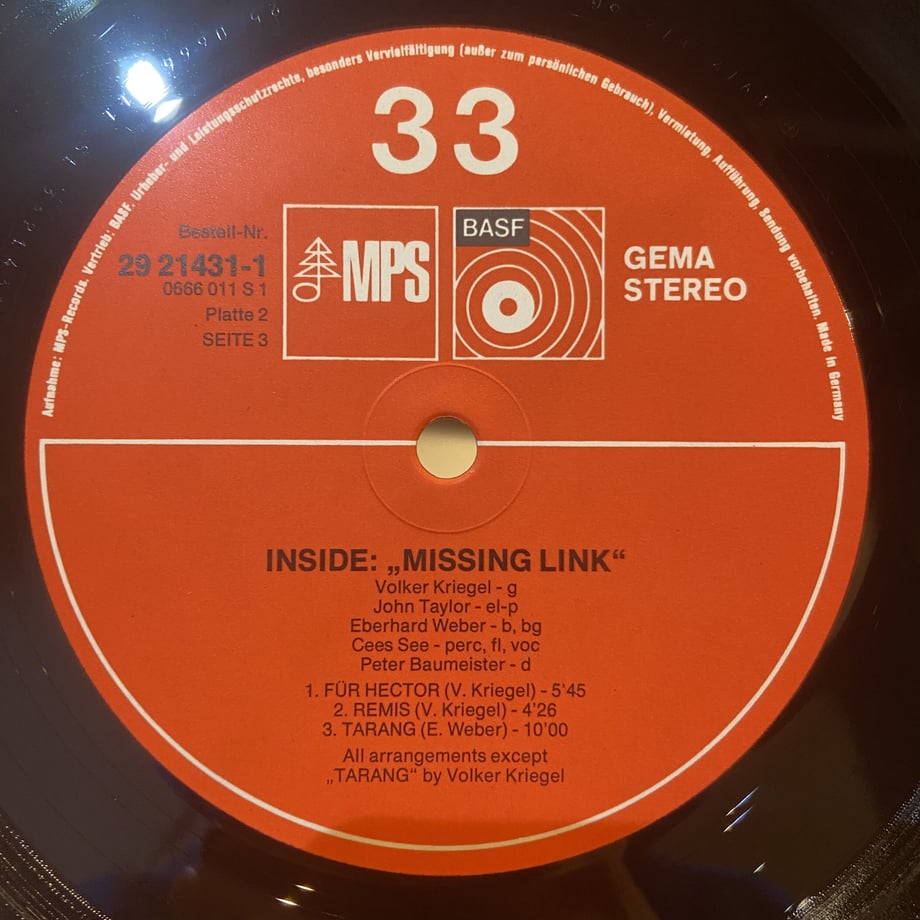 Aufnahme: MPS-Records. Vertrieb: BASF. Urheber- und Leistungsschutzrechte, besonders Vervielfältigung (außer zum persönlichen Gebrauch), Vermietung, Aufführung, Sendung vorbehalten. Made in Germany
33
Bestell-Nr.
29 21431-1
0666 011 S 1
Platte 2
SEITE 3
MPS
BASF
GEMA
STEREO
INSIDE: „MISSING LINK“
Volker Kriegel - g
John Taylor - el-p
Eberhard Weber - b, bg
Cees See - perc, fl, voc
Peter Baumeister - d
1. FÜR HECTOR (V. Kriegel) - 5'45
2. REMIS (V. Kriegel) - 4'26
3. TARANG (E. Weber) - 10'00
All arrangements except
„TARANG“ by Volker Kriegel